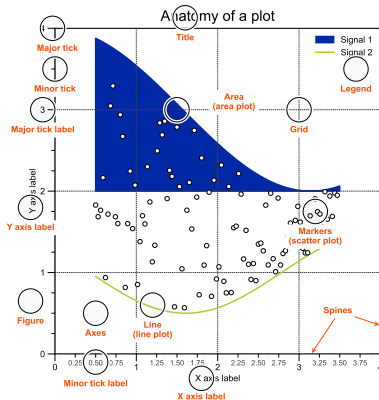 Anatomy of a plot
Title
Major tick
Signal 1
Signal 2
Minor tick
Legend
Area
(area plot)
3
Major tick label
Grid
2
Y axis label
Y axis label
Markers
(scatter plot)
1
Figure
Axes
Line
(line plot)
Spines
0
0 0.25 0.50 0.75 1 1.25 1.50 1.75 2 2.25 2.50 2.75 3 3.25 3.50
Minor tick label
X axis label
X axis label